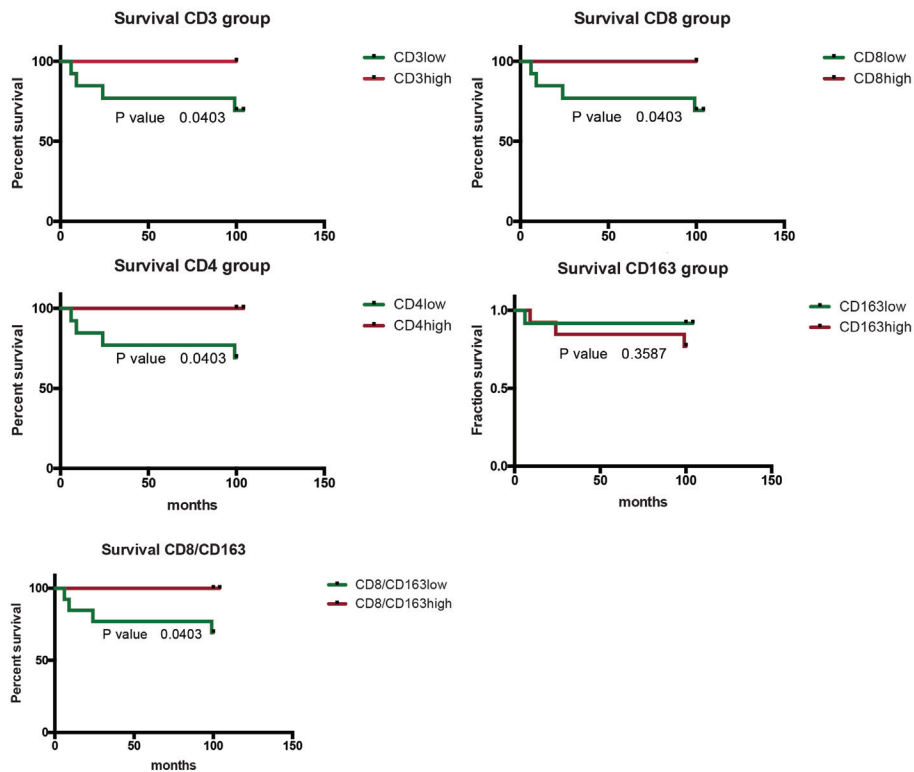 Survival CD3 group
100
50
0
0 50 100 150
Percent survival
P value 0.0403
CD3low
CD3high
Survival CD8 group
100
50
0
0 50 100 150
Percent survival
P value 0.0403
CD8low
CD8high
Survival CD4 group
100
50
0
0 50 100 150
Percent survival
months
P value 0.0403
CD4low
CD4high
Survival CD163 group
1.0
0.5
0.0
0 50 100 150
Fraction survival
months
P value 0.3587
CD163low
CD163high
Survival CD8/CD163
100
50
0
0 50 100 150
Percent survival
months
P value 0.0403
CD8/CD163low
CD8/CD163high